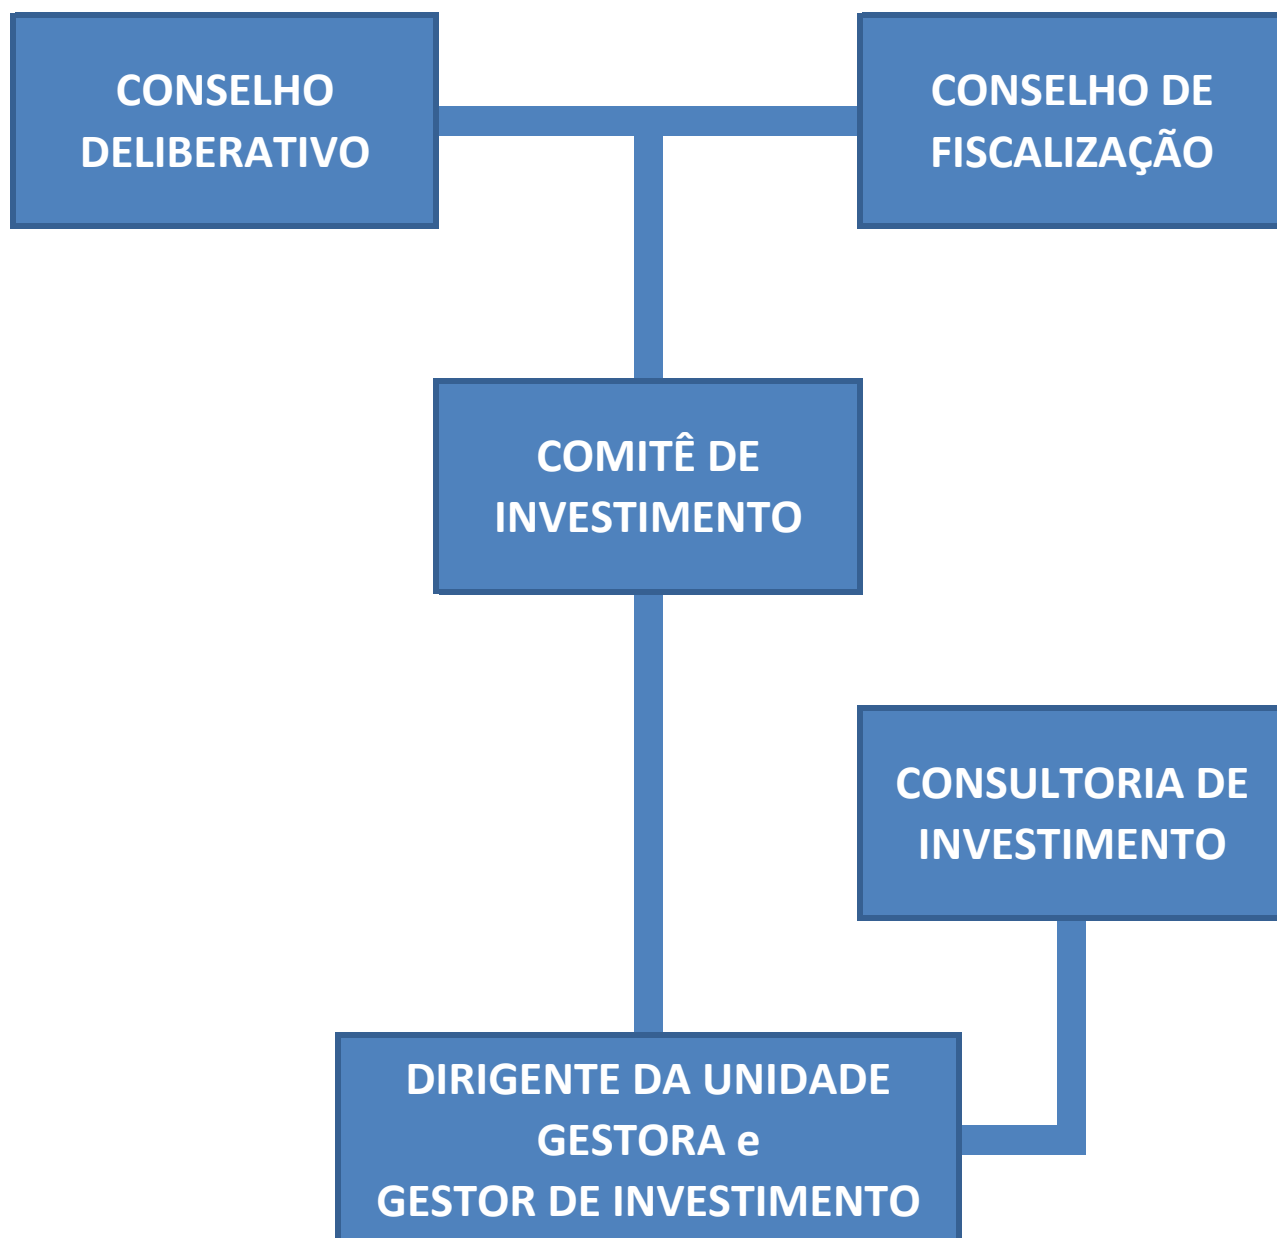 CONSELHO
DELIBERATIVO
CONSELHO DE
FISCALIZAÇÃO
COMITÊ DE
INVESTIMENTO
CONSULTORIA DE
INVESTIMENTO
DIRIGENTE DA UNIDADE
GESTORA e
GESTOR DE INVESTIMENTO